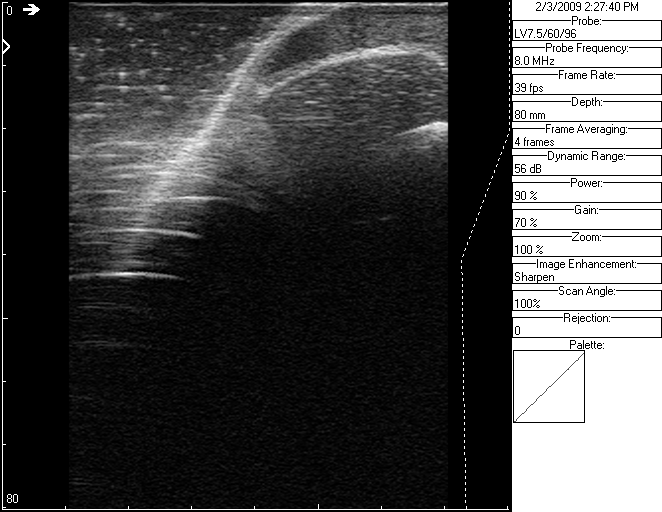 0
80
2/3/2009 2:27:40 PM
Probe:
LV7.5/60/96
Probe Frequency:
8.0 MHz
Frame Rate:
39 fps
Depth:
80 mm
Frame Averaging:
4 frames
Dynamic Range:
56 dB
Power:
90 %
Gain:
70 %
Zoom:
100 %
Image Enhancement:
Sharpen
Scan Angle:
100%
Rejection:
0
Palette: